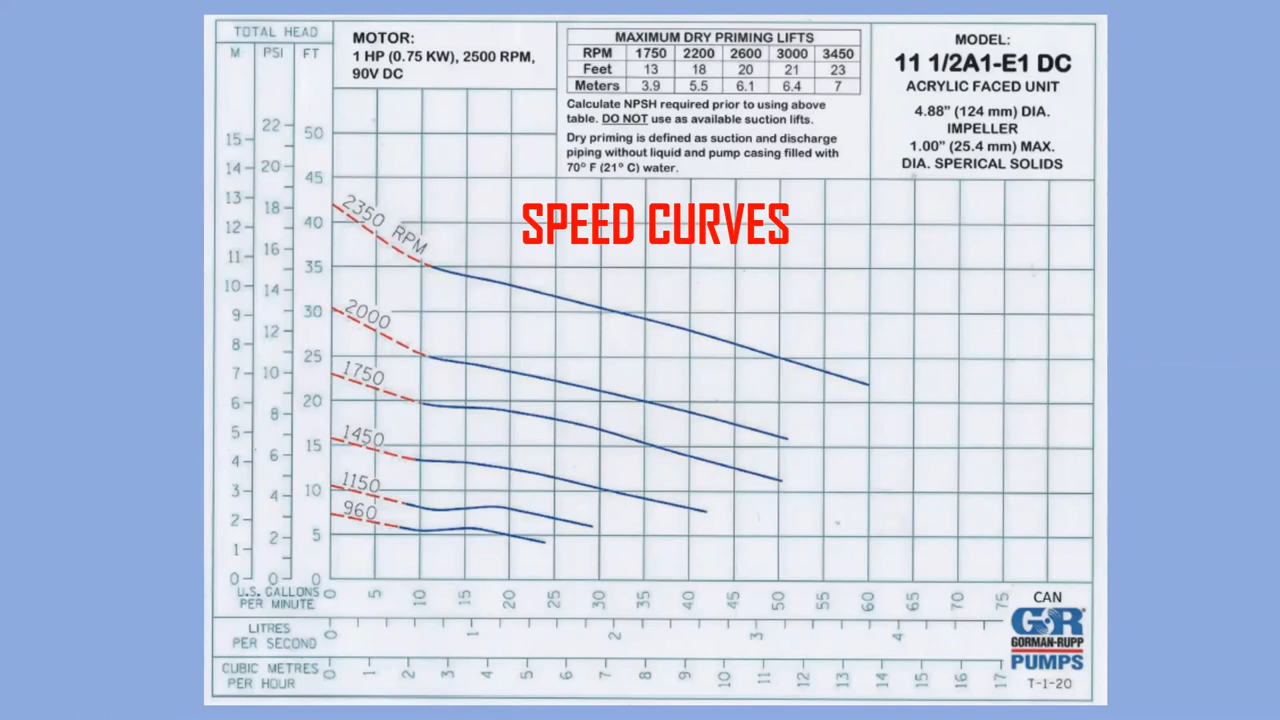 TOTAL HEAD
M PSI FT
MOTOR:
1 HP (0.75 KW), 2500 RPM,
90V DC
MAXIMUM DRY PRIMING LIFTS
RPM 1750 2200 2600 3000 3450
Feet 13 18 20 21 23
Meters 3.9 5.5 6.1 6.4 7
Calculate NPSH required prior to using above
table. DO NOT use as available suction lifts.
Dry priming is defined as suction and discharge
piping without liquid and pump casing filled with
70° F (21° C) water.
MODEL:
11 1/2A1-E1 DC
ACRYLIC FACED UNIT
4.88" (124 mm) DIA.
IMPELLER
1.00" (25.4 mm) MAX.
DIA. SPERICAL SOLIDS
SPEED CURVES
15 14 13 12 11 10 9 8 7 6 5 4 3 2 1 0
22 20 18 16 14 12 10 8 6 4 2 0
50 45 40 35 30 25 20 15 10 5 0
2350 RPM
2000
1750
1450
1150
960
U.S. GALLONS
PER MINUTE
0 5 10 15 20 25 30 35 40 45 50 55 60 65 70 75
LITRES
PER SECOND
0 1 2 3 4
CUBIC METRES
PER HOUR
0 1 2 3 4 5 6 7 8 9 10 11 12 13 14 15 16 17
CAN
GR
GORMAN-RUPP
PUMPS
T-1-20